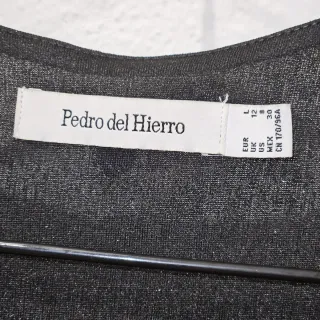 Pedro del Hierro
EUR L
UK 12
US 8
MEX 30
CN 170/96A